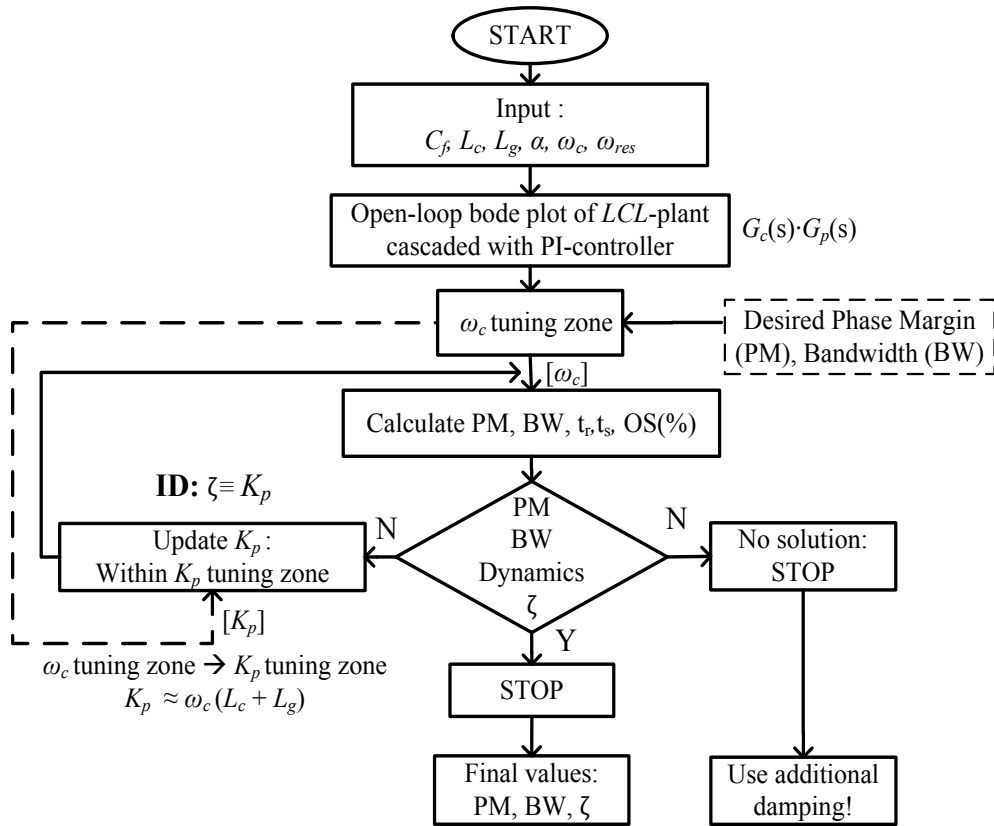 START
Input :
C_f, L_c, L_g, α, ω_c, ω_res
Open-loop bode plot of LCL-plant
cascaded with PI-controller
G_c(s)·G_p(s)
ω_c tuning zone
Desired Phase Margin
(PM), Bandwidth (BW)
[ω_c]
Calculate PM, BW, t_r,t_s, OS(%)
ID: ζ≡ K_p
PM
BW
Dynamics
ζ
N
N
Y
Update K_p :
Within K_p tuning zone
[K_p]
ω_c tuning zone → K_p tuning zone
K_p ≈ ω_c (L_c + L_g)
No solution:
STOP
STOP
Final values:
PM, BW, ζ
Use additional
damping!